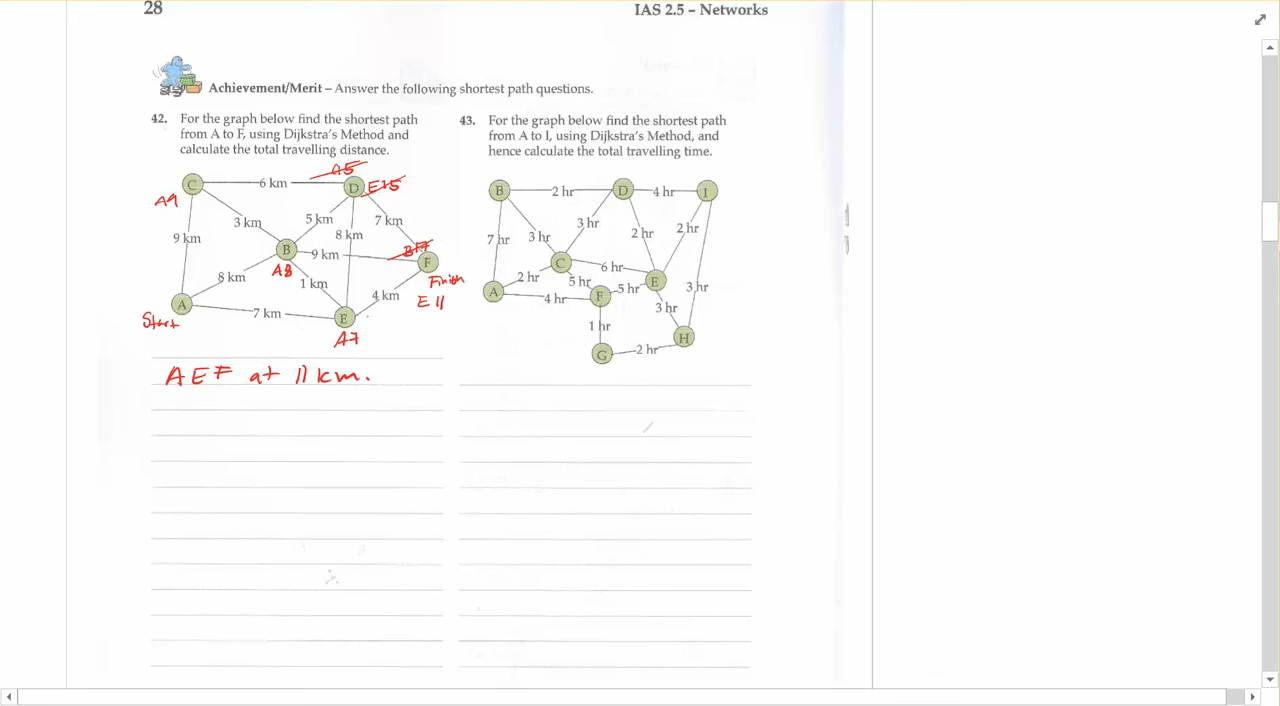 28
IAS 2.5 – Networks
Achievement/Merit – Answer the following shortest path questions.
42. For the graph below find the shortest path
from A to F, using Dijkstra's Method and
calculate the total travelling distance.
A5
C
6 km
D
E15
A9
3 km
5 km
7 km
9 km
8 km
B
9 km
B17
F
A8
8 km
1 km
Finish
A
4 km
E 11
Start
7 km
E
A7
A E F at 11 km.
43. For the graph below find the shortest path
from A to I, using Dijkstra's Method, and
hence calculate the total travelling time.
B
2 hr
D
4 hr
I
3 hr
7 hr
3 hr
2 hr
2 hr
C
6 hr
2 hr
5 hr
E
A
5 hr
3 hr
4 hr
F
3 hr
1 hr
H
G
2 hr